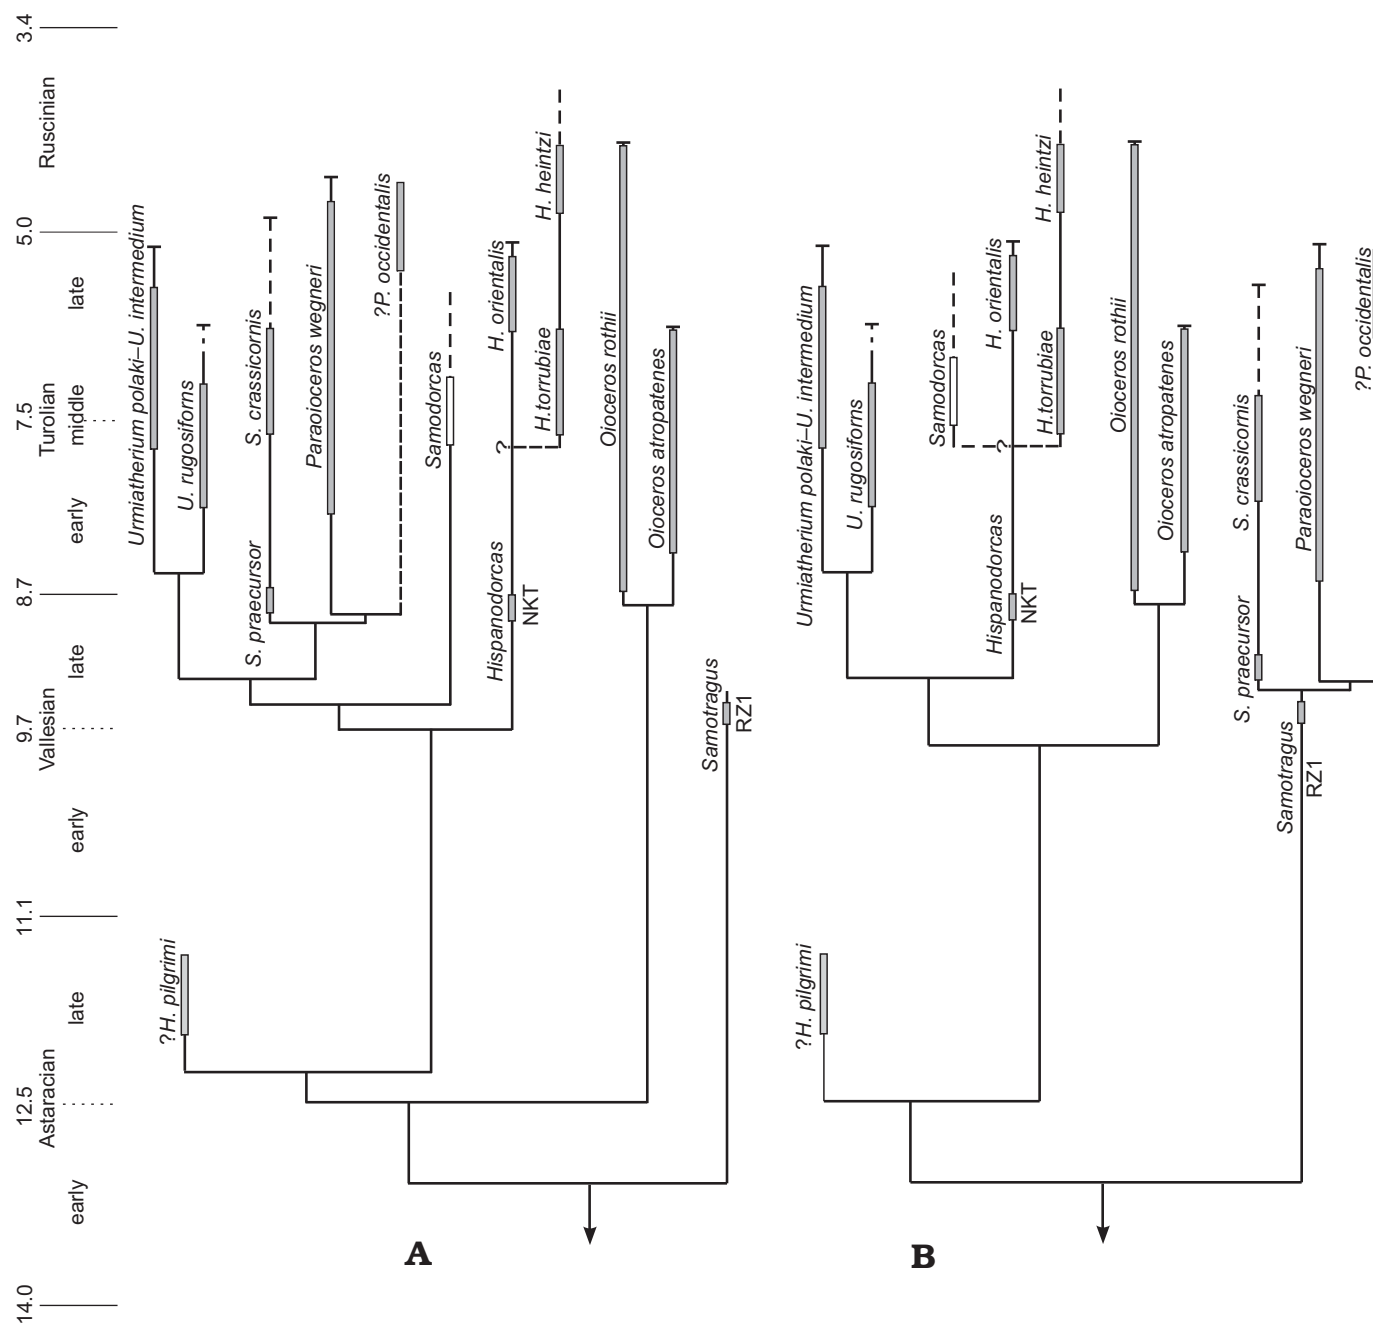 3.4
Ruscinian
5.0
late
Turolian
7.5
middle
early
8.7
late
Vallesian
9.7
early
11.1
late
Astaracian
12.5
early
14.0
Urmiatherium polaki–U. intermedium
U. rugosiforns
S. crassicornis
S. praecursor
Paraoioceros wegneri
?P. occidentalis
Samodorcas
H. orientalis
?
Hispanodorcas
NKT
H. heintzi
H.torrubiae
Oioceros rothii
Oioceros atropatenes
Samotragus
RZ1
?H. pilgrimi
A
Urmiatherium polaki–U. intermedium
U. rugosiforns
Samodorcas
H. orientalis
?
Hispanodorcas
NKT
H. heintzi
H.torrubiae
Oioceros rothii
Oioceros atropatenes
S. crassicornis
S. praecursor
Samotragus
RZ1
Paraoioceros wegneri
?P. occidentalis
?H. pilgrimi
B